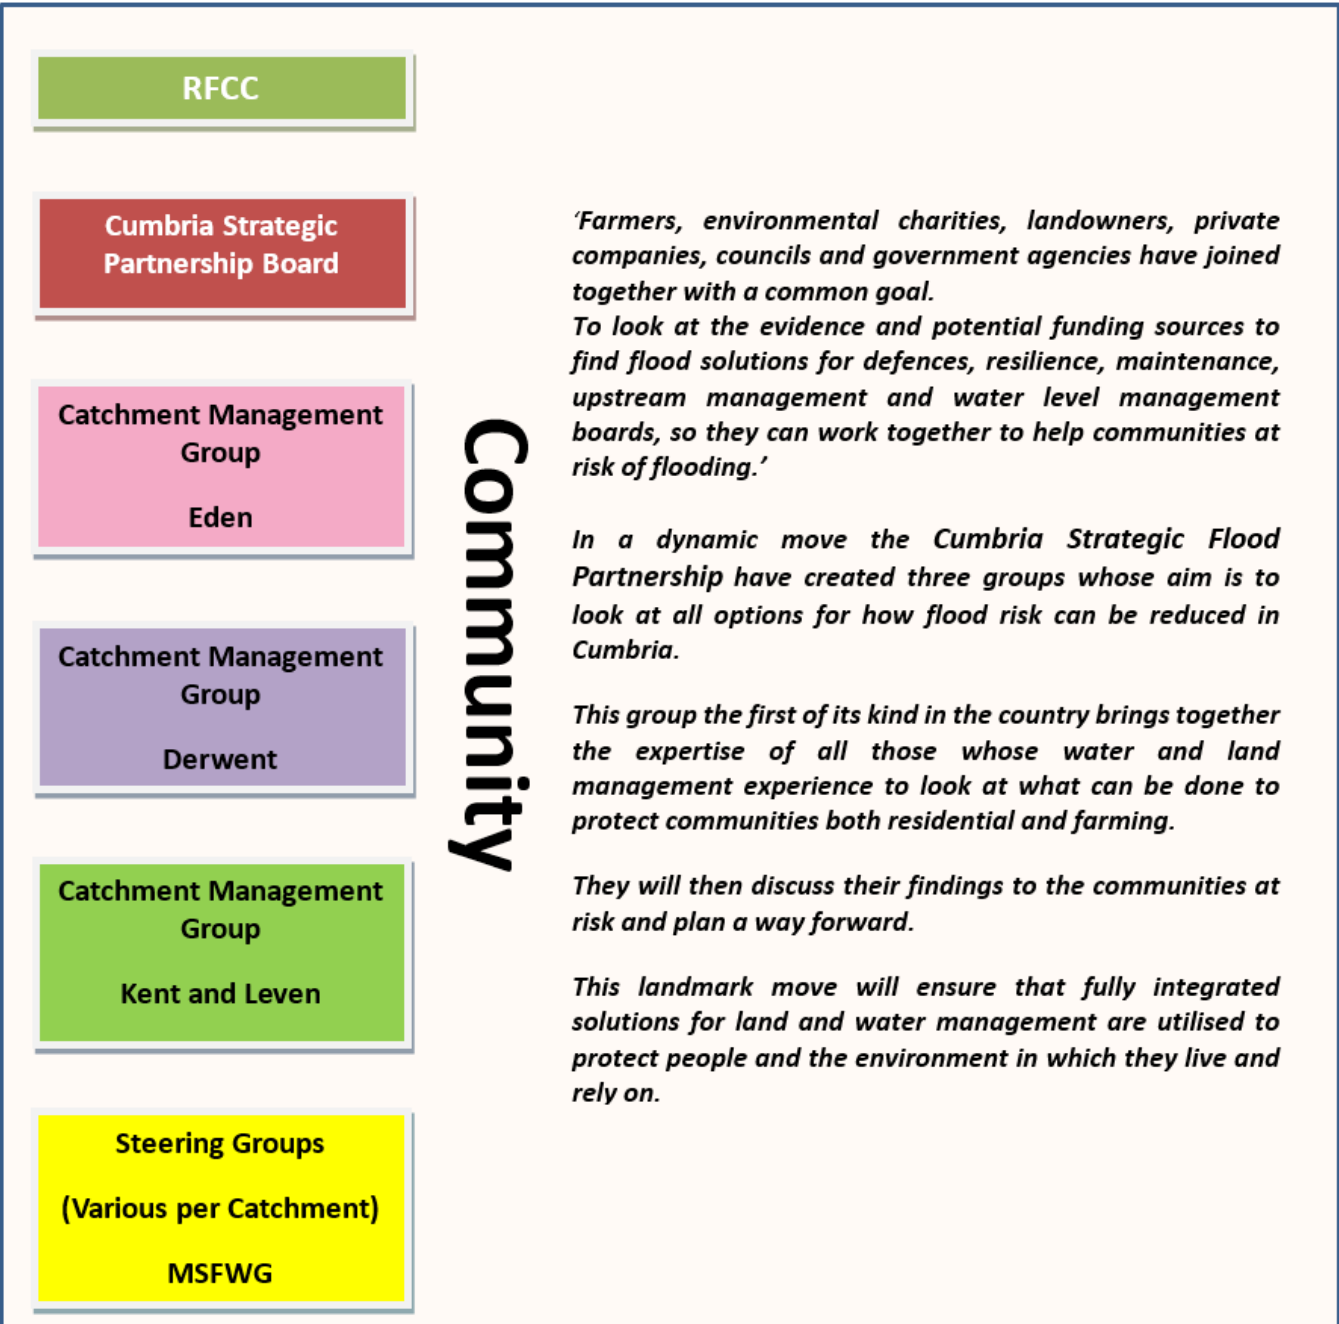 RFCC
Cumbria Strategic
Partnership Board
Catchment Management
Group
Eden
Catchment Management
Group
Derwent
Catchment Management
Group
Kent and Leven
Steering Groups
(Various per Catchment)
MSFWG
Community
‘Farmers, environmental charities, landowners, private
companies, councils and government agencies have joined
together with a common goal.
To look at the evidence and potential funding sources to
find flood solutions for defences, resilience, maintenance,
upstream management and water level management
boards, so they can work together to help communities at
risk of flooding.’
In a dynamic move the Cumbria Strategic Flood
Partnership have created three groups whose aim is to
look at all options for how flood risk can be reduced in
Cumbria.
This group the first of its kind in the country brings together
the expertise of all those whose water and land
management experience to look at what can be done to
protect communities both residential and farming.
They will then discuss their findings to the communities at
risk and plan a way forward.
This landmark move will ensure that fully integrated
solutions for land and water management are utilised to
protect people and the environment in which they live and
rely on.